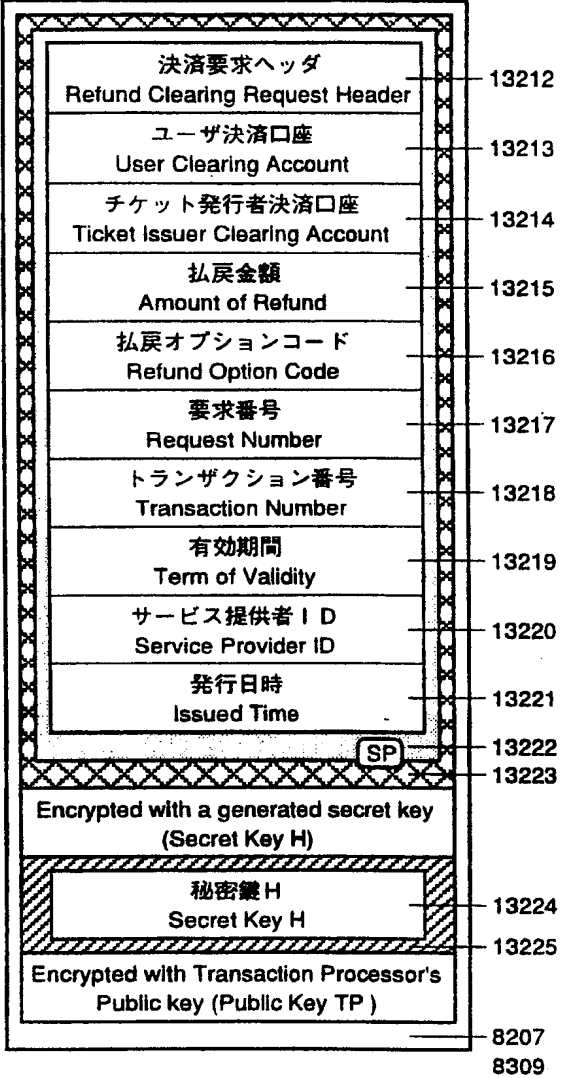 決済要求ヘッダ
Refund Clearing Request Header
13212
ユーザ決済口座
User Clearing Account
13213
チケット発行者決済口座
Ticket Issuer Clearing Account
13214
払戻金額
Amount of Refund
13215
払戻オプションコード
Refund Option Code
13216
要求番号
Request Number
13217
トランザクション番号
Transaction Number
13218
有効期間
Term of Validity
13219
サービス提供者ID
Service Provider ID
13220
発行日時
Issued Time
13221
SP
13222
13223
Encrypted with a generated secret key
(Secret Key H)
秘密鍵H
Secret Key H
13224
13225
Encrypted with Transaction Processor's
Public key (Public Key TP )
8207
8309